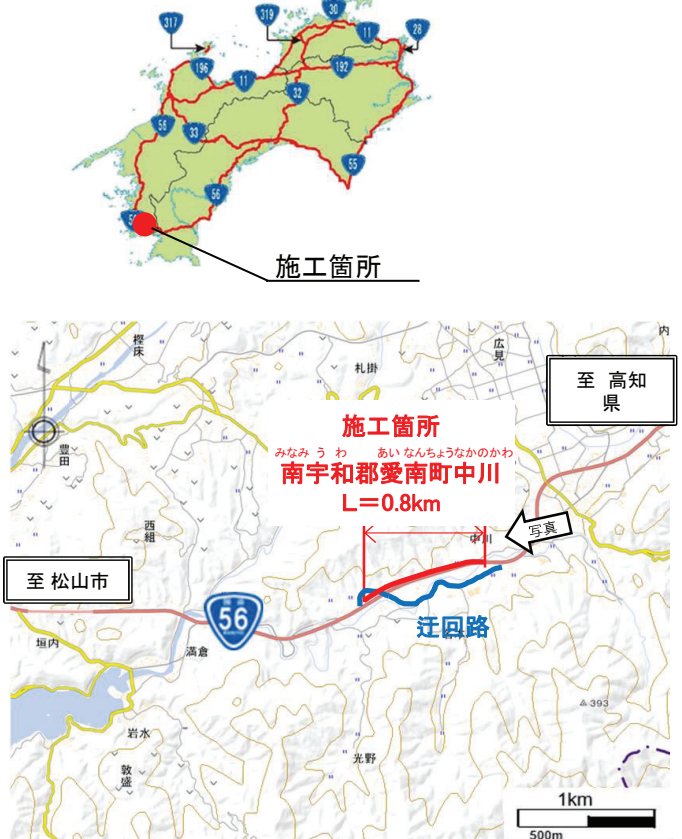 30
317
319
11
28
196
11
192
32
56
33
55
56
施工箇所
樫床
札掛
広見
内
至 高知
県
豊田
施工箇所
みなみ う わ あい なんちょうなかのかわ
南宇和郡愛南町中川
L＝0.8km
西組
中川
写真
至 松山市
56
迂回路
垣内
満倉
393
岩水
光野
敦盛
1km
500m